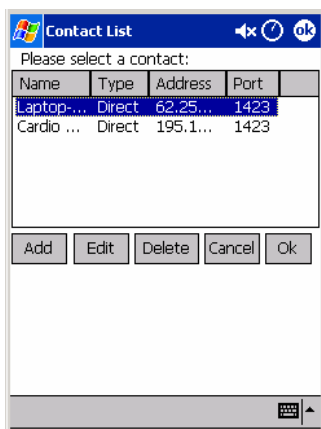 Contact List ok
Please select a contact:
Name Type Address Port
Laptop-... Direct 62.25... 1423
Cardio ... Direct 195.1... 1423
Add Edit Delete Cancel Ok